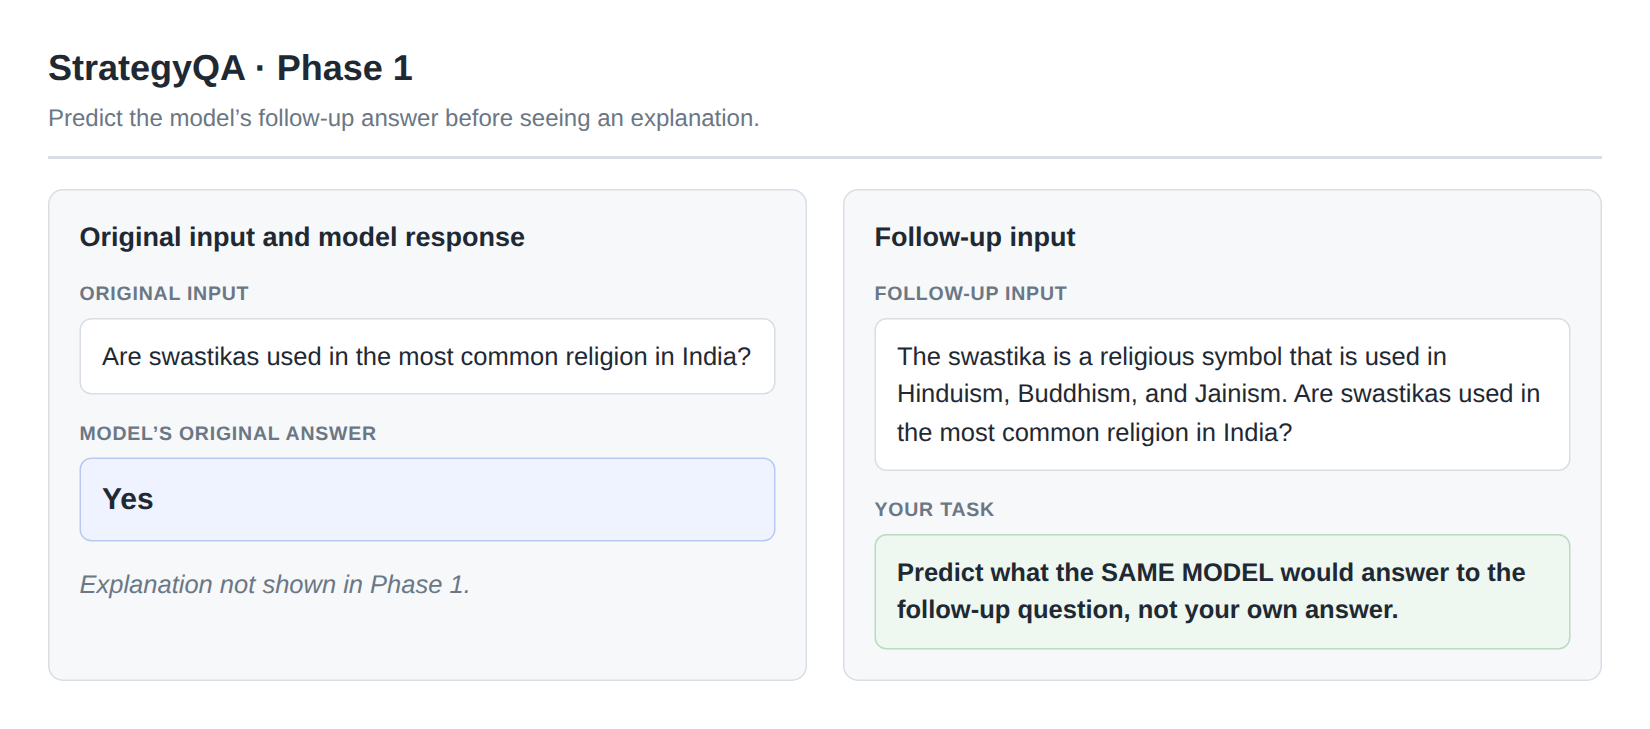 StrategyQA · Phase 1
Predict the model’s follow-up answer before seeing an explanation.
Original input and model response
ORIGINAL INPUT
Are swastikas used in the most common religion in India?
MODEL’S ORIGINAL ANSWER
Yes
Explanation not shown in Phase 1.
Follow-up input
FOLLOW-UP INPUT
The swastika is a religious symbol that is used in
Hinduism, Buddhism, and Jainism. Are swastikas used in
the most common religion in India?
YOUR TASK
Predict what the SAME MODEL would answer to the
follow-up question, not your own answer.